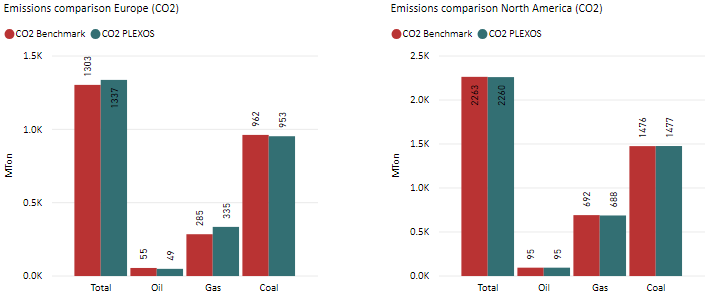 Emissions comparison Europe (CO2)
CO2 Benchmark CO2 PLEXOS
MTon
1.5K
1.0K
0.5K
0.0K
1303
1337
55
49
285
335
962
953
Total Oil Gas Coal
Emissions comparison North America (CO2)
CO2 Benchmark CO2 PLEXOS
MTon
2.5K
2.0K
1.5K
1.0K
0.5K
0.0K
2263
2260
95
95
692
688
1476
1477
Total Oil Gas Coal